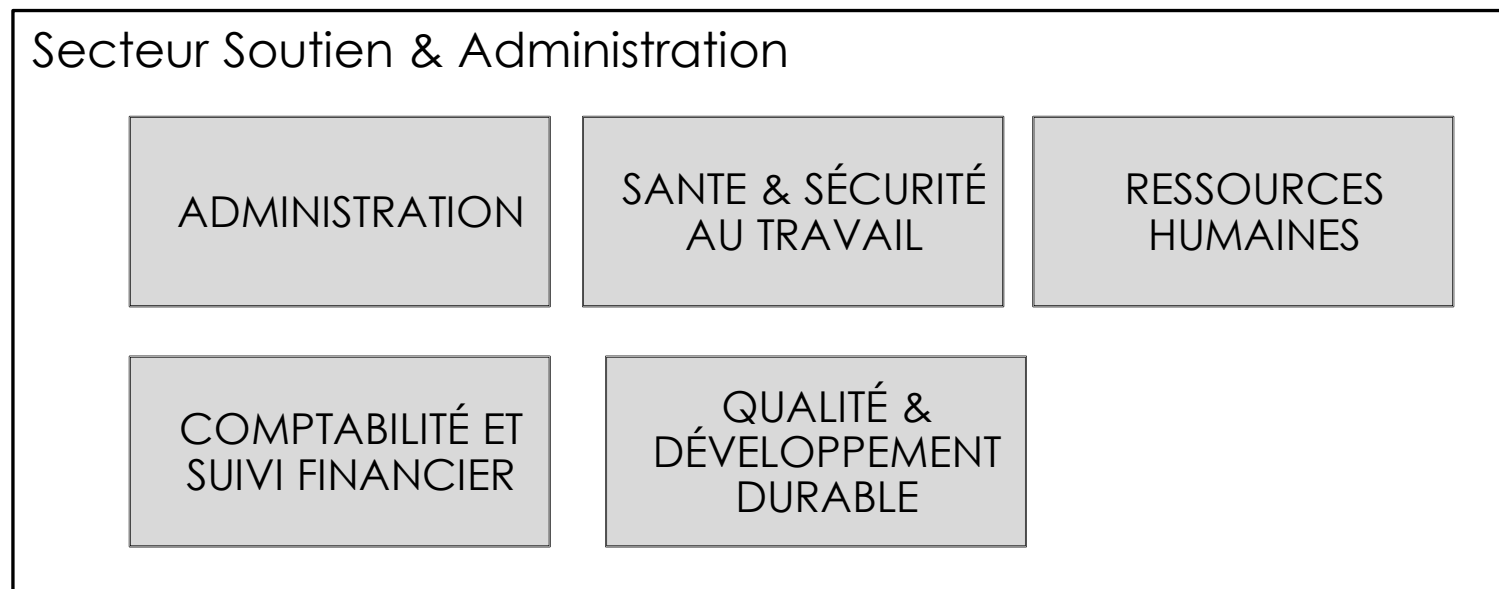 Secteur Soutien & Administration
ADMINISTRATION
SANTE & SÉCURITÉ
AU TRAVAIL
RESSOURCES
HUMAINES
COMPTABILITÉ ET
SUIVI FINANCIER
QUALITÉ &
DÉVELOPPEMENT
DURABLE